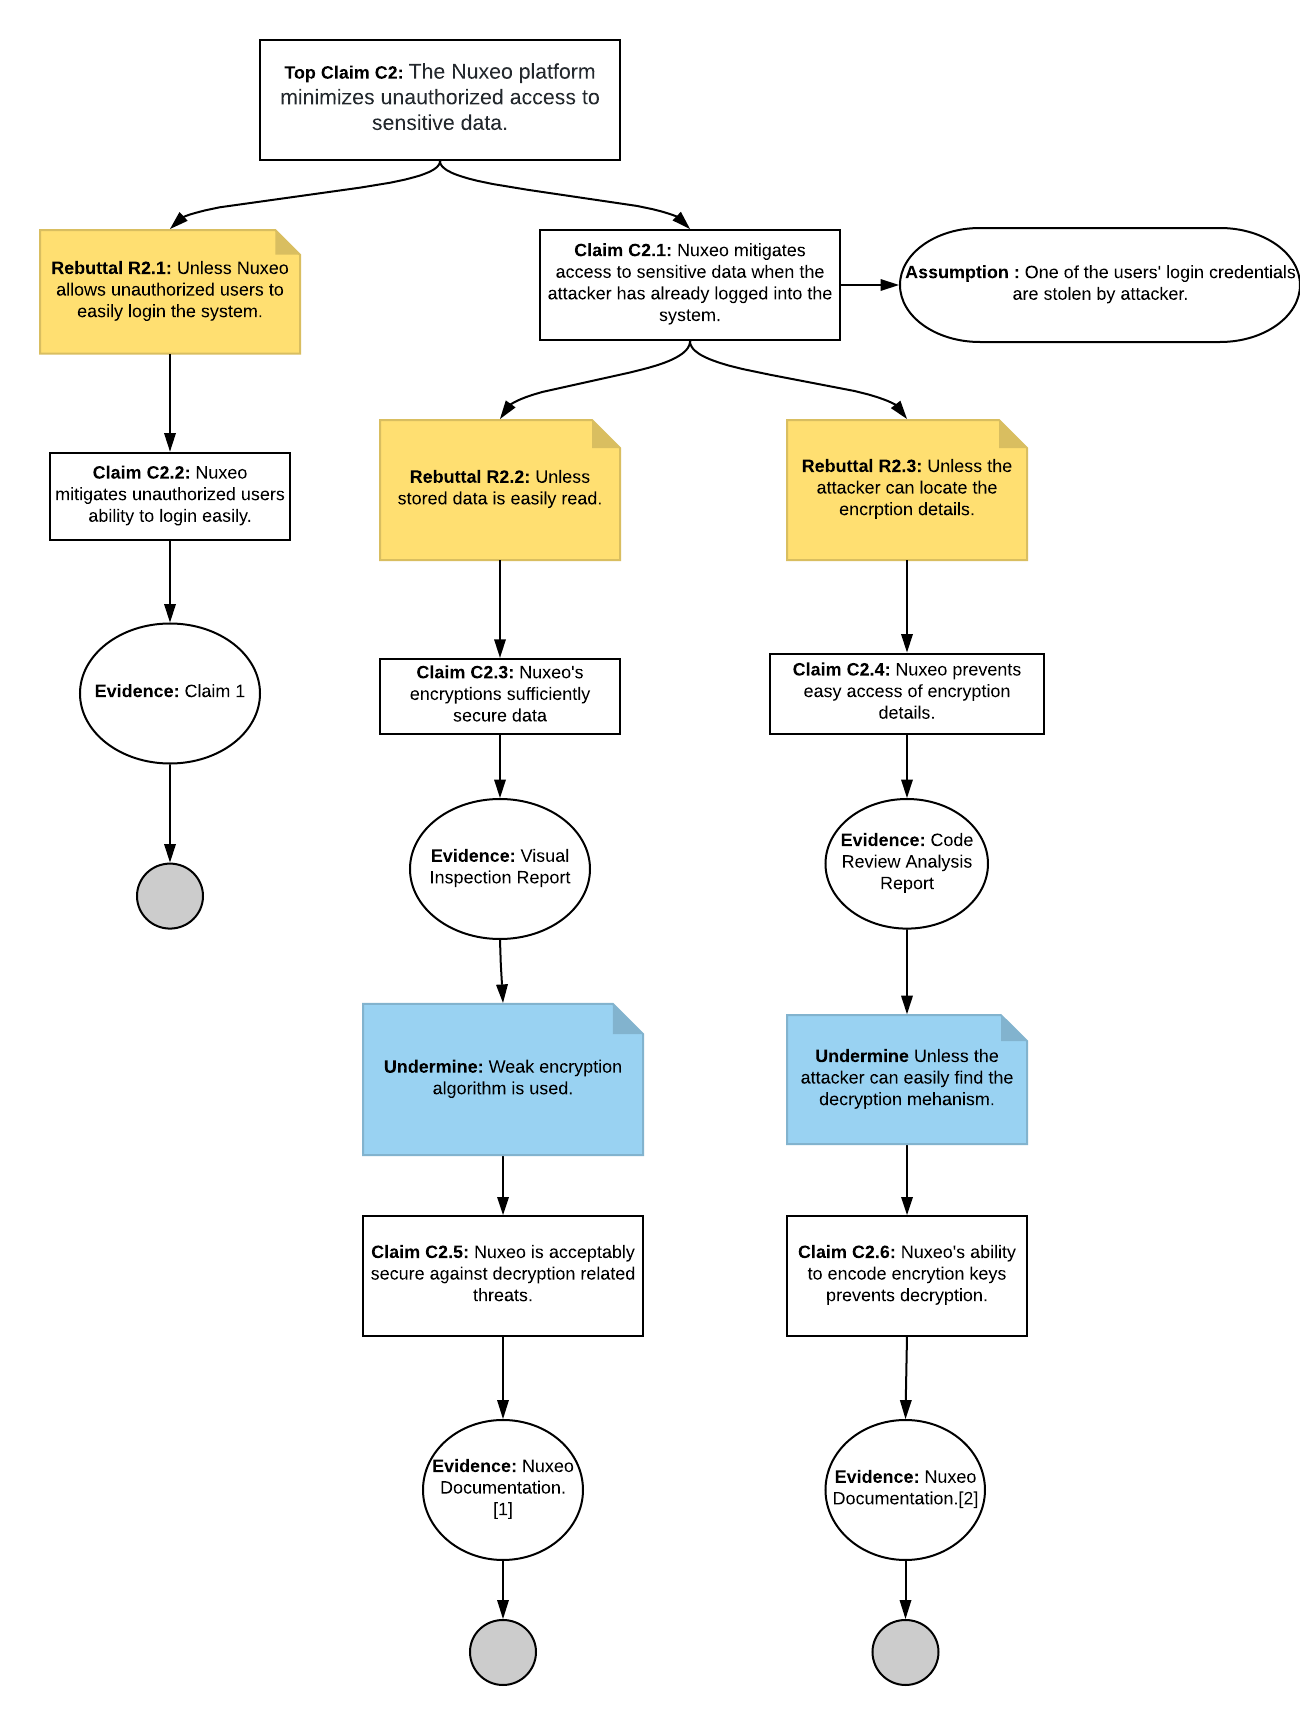 Top Claim C2: The Nuxeo platform
minimizes unauthorized access to
sensitive data.
Rebuttal R2.1: Unless Nuxeo
allows unauthorized users to
easily login the system.
Claim C2.1: Nuxeo mitigates
access to sensitive data when the
attacker has already logged into the
system.
Assumption : One of the users' login credentials
are stolen by attacker.
Claim C2.2: Nuxeo
mitigates unauthorized users
ability to login easily.
Rebuttal R2.2: Unless
stored data is easily read.
Rebuttal R2.3: Unless the
attacker can locate the
encrption details.
Evidence: Claim 1
Claim C2.3: Nuxeo's
encryptions sufficiently
secure data
Claim C2.4: Nuxeo prevents
easy access of encryption
details.
Evidence: Visual
Inspection Report
Evidence: Code
Review Analysis
Report
Undermine: Weak encryption
algorithm is used.
Undermine Unless the
attacker can easily find the
decryption mehanism.
Claim C2.5: Nuxeo is acceptably
secure against decryption related
threats.
Claim C2.6: Nuxeo's ability
to encode encrytion keys
prevents decryption.
Evidence: Nuxeo
Documentation.
[1]
Evidence: Nuxeo
Documentation.[2]